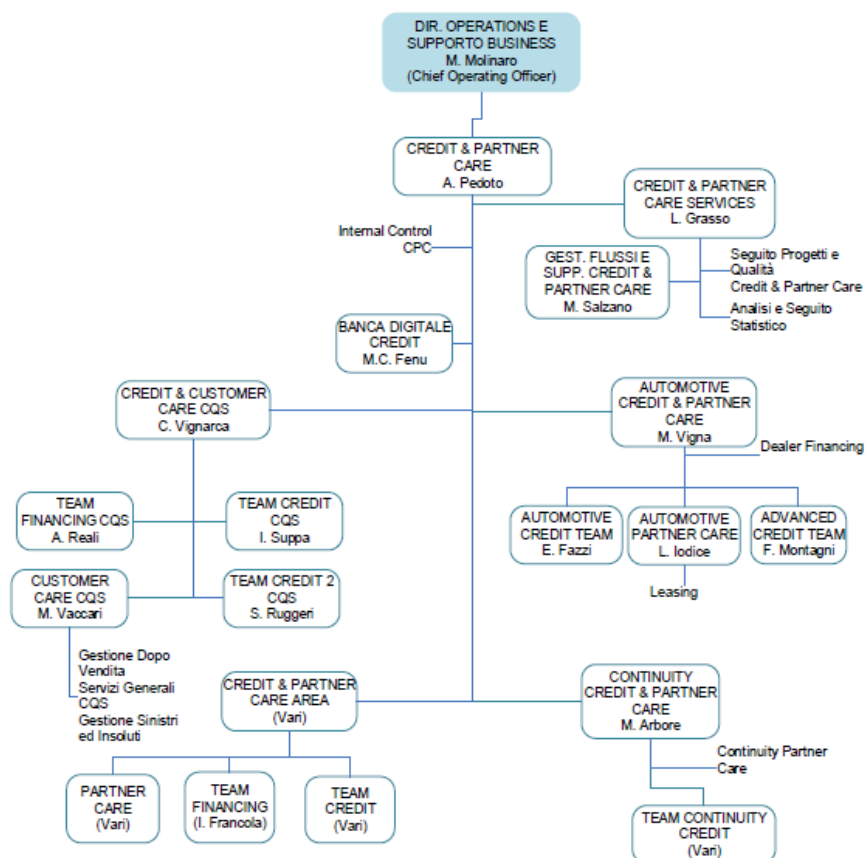 DIR. OPERATIONS E
SUPPORTO BUSINESS
M. Molinaro
(Chief Operating Officer)
CREDIT & PARTNER
CARE
A. Pedoto
CREDIT & PARTNER
CARE SERVICES
L. Grasso
Internal Control
CPC
GEST. FLUSSI E
SUPP. CREDIT &
PARTNER CARE
M. Salzano
Seguito Progetti e
Qualità
Credit & Partner Care
Analisi e Seguito
Statistico
BANCA DIGITALE
CREDIT
M.C. Fenu
CREDIT & CUSTOMER
CARE CQS
C. Vignarca
AUTOMOTIVE
CREDIT & PARTNER
CARE
M. Vigna
Dealer Financing
TEAM
FINANCING CQS
A. Reali
TEAM CREDIT
CQS
I. Suppa
AUTOMOTIVE
CREDIT TEAM
E. Fazzi
AUTOMOTIVE
PARTNER CARE
L. Iodice
ADVANCED
CREDIT TEAM
F. Montagni
CUSTOMER
CARE CQS
M. Vaccari
TEAM CREDIT 2
CQS
S. Ruggeri
Leasing
Gestione Dopo
Vendita
Servizi Generali
CQS
Gestione Sinistri
ed Insoluti
CREDIT & PARTNER
CARE AREA
(Vari)
CONTINUITY
CREDIT & PARTNER
CARE
M. Arbore
Continuity Partner
Care
PARTNER
CARE
(Vari)
TEAM
FINANCING
(I. Francola)
TEAM
CREDIT
(Vari)
TEAM CONTINUITY
CREDIT
(Vari)